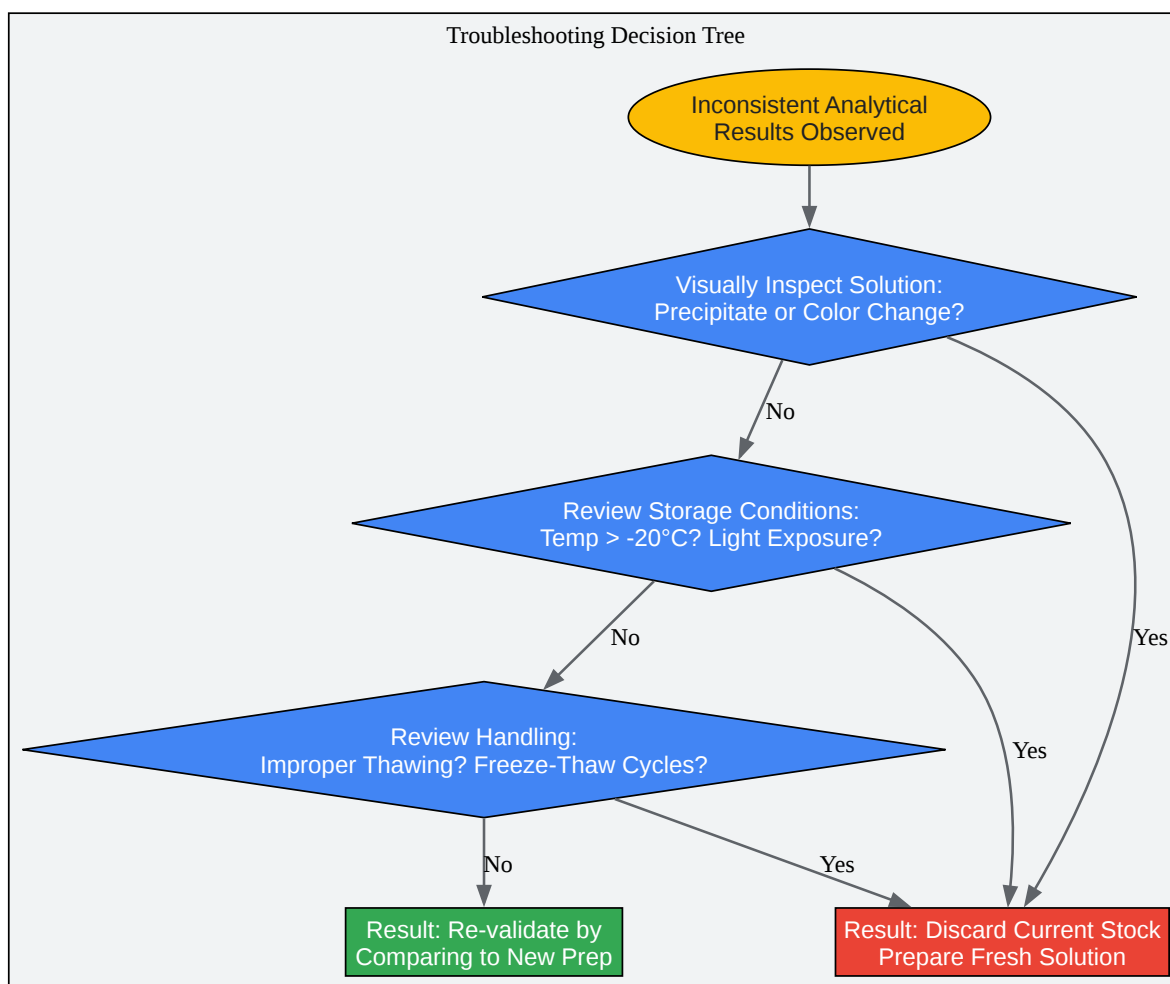 Troubleshooting Decision Tree
Inconsistent Analytical
Results Observed
Visually Inspect Solution:
Precipitate or Color Change?
No
Review Storage Conditions:
Temp > -20°C? Light Exposure?
No
Yes
Review Handling:
Improper Thawing? Freeze-Thaw Cycles?
Yes
No
Yes
Result: Re-validate by
Comparing to New Prep
Result: Discard Current Stock
Prepare Fresh Solution